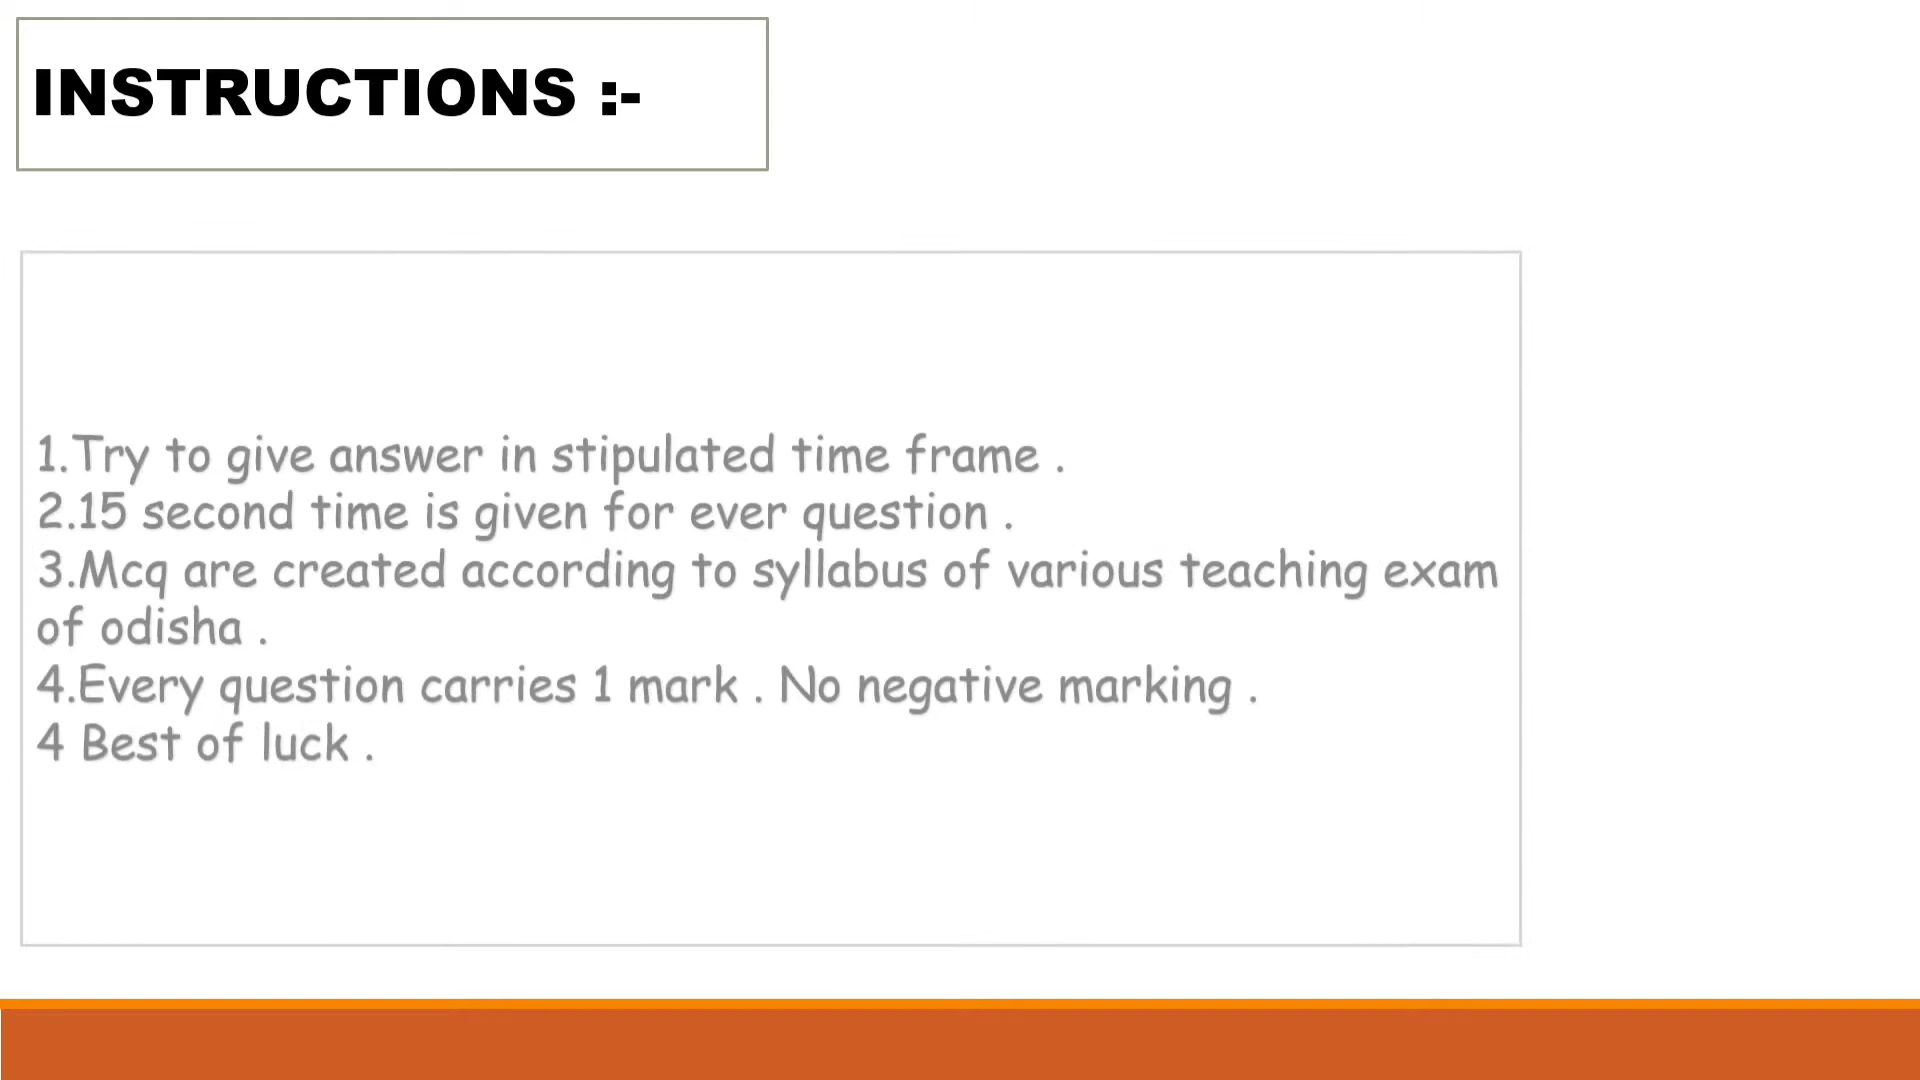 INSTRUCTIONS :-
1.Try to give answer in stipulated time frame .
2.15 second time is given for ever question .
3.Mcq are created according to syllabus of various teaching exam
of odisha .
4.Every question carries 1 mark . No negative marking .
4 Best of luck .